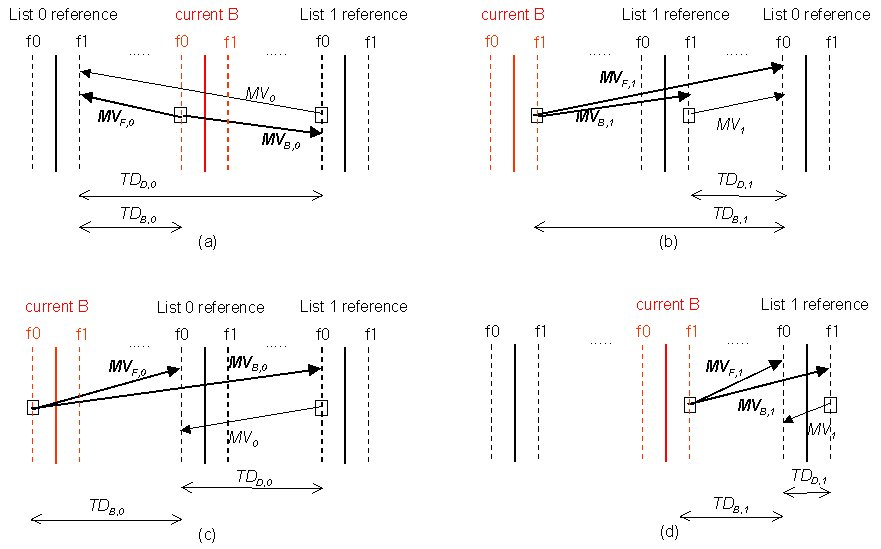 List 0 reference current B List 1 reference
f0 f1 ..... f0 f1 ..... f0 f1
MV0
MVF,0
MVB,0
TDD,0
TDB,0
(a)
current B List 1 reference List 0 reference
f0 f1 ..... f0 f1 ..... f0 f1
MVF,1
MVB,1 MV1
TDD,1
TDB,1
(b)
current B List 0 reference List 1 reference
f0 f1 ..... f0 f1 ..... f0 f1
MVF,0 MVB,0
MV0
TDD,0
TDB,0
(c)
current B List 1 reference
f0 f1 ..... f0 f1 ..... f0 f1
MVF,1
MVB,1
MV1
TDD,1
TDB,1
(d)